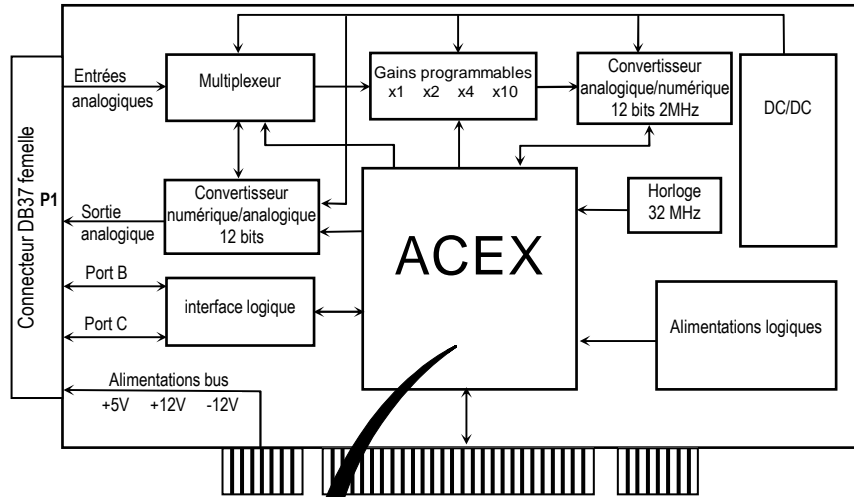 Connecteur DB37 femelle
P1
Entrées
analogiques
Multiplexeur
Gains programmables
x1 x2 x4 x10
Convertisseur
analogique/numérique
12 bits 2MHz
DC/DC
Sortie
analogique
Convertisseur
numérique/analogique
12 bits
ACEX
Horloge
32 MHz
Port B
Port C
interface logique
Alimentations logiques
Alimentations bus
+5V +12V -12V